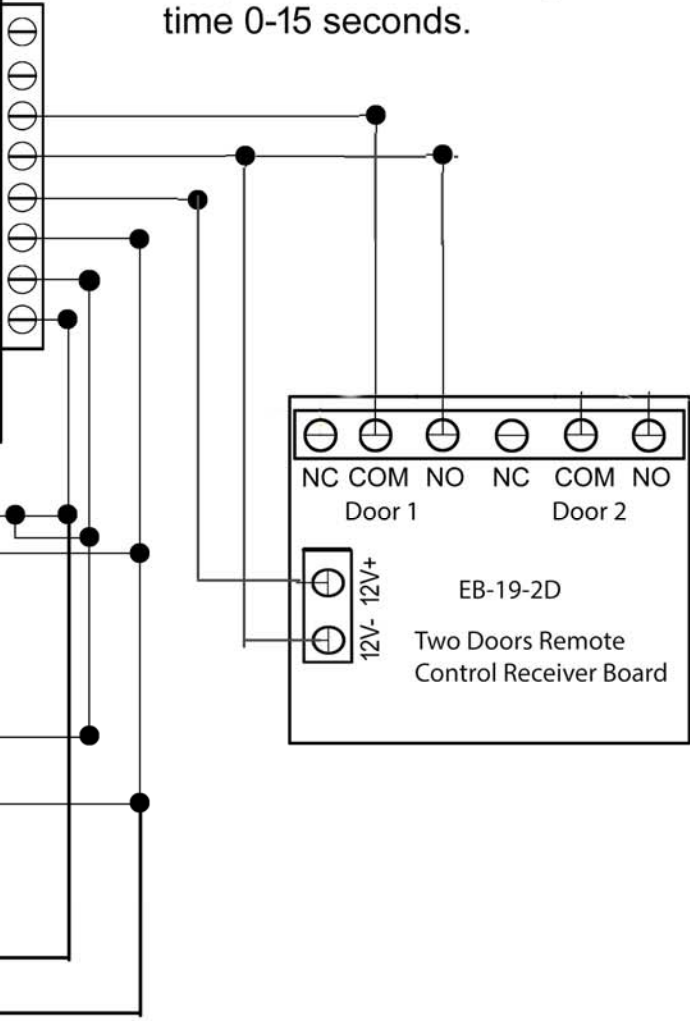 time 0-15 seconds.
NC COM NO NC COM NO
Door 1 Door 2
12V+
EB-19-2D
12V-
Two Doors Remote
Control Receiver Board